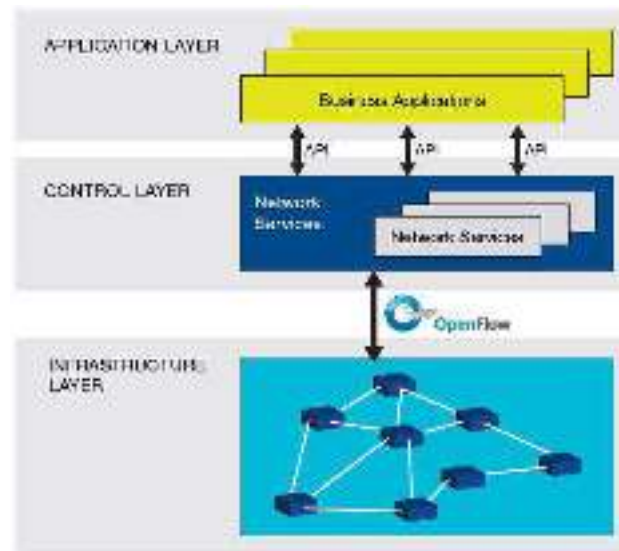 APPLICATION LAYER
Business Applications
API
API
API
CONTROL LAYER
Network
Services
Network Services
OpenFlow
INFRASTRUCTURE
LAYER